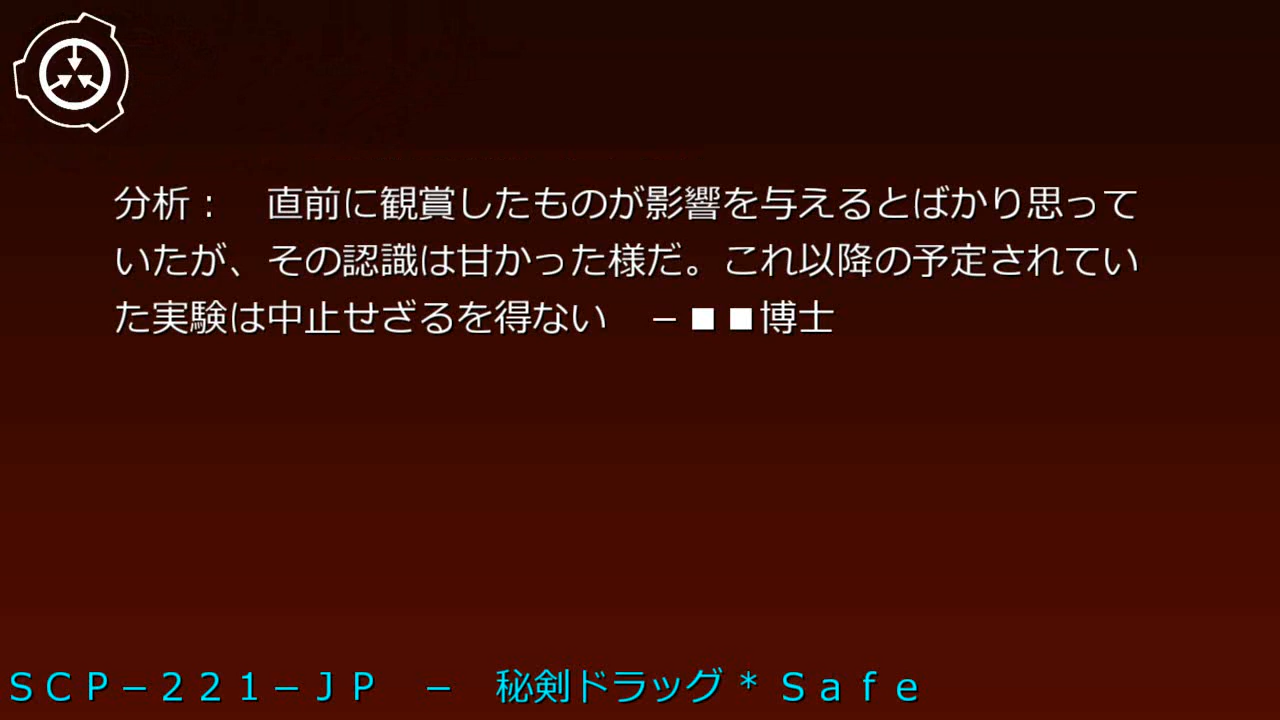 分析：　直前に観賞したものが影響を与えるとばかり思って
いたが、その認識は甘かった様だ。これ以降の予定されてい
た実験は中止せざるを得ない　－■■博士
ＳＣＰ－２２１－ＪＰ　－　秘剣ドラッグ＊Ｓａｆｅ